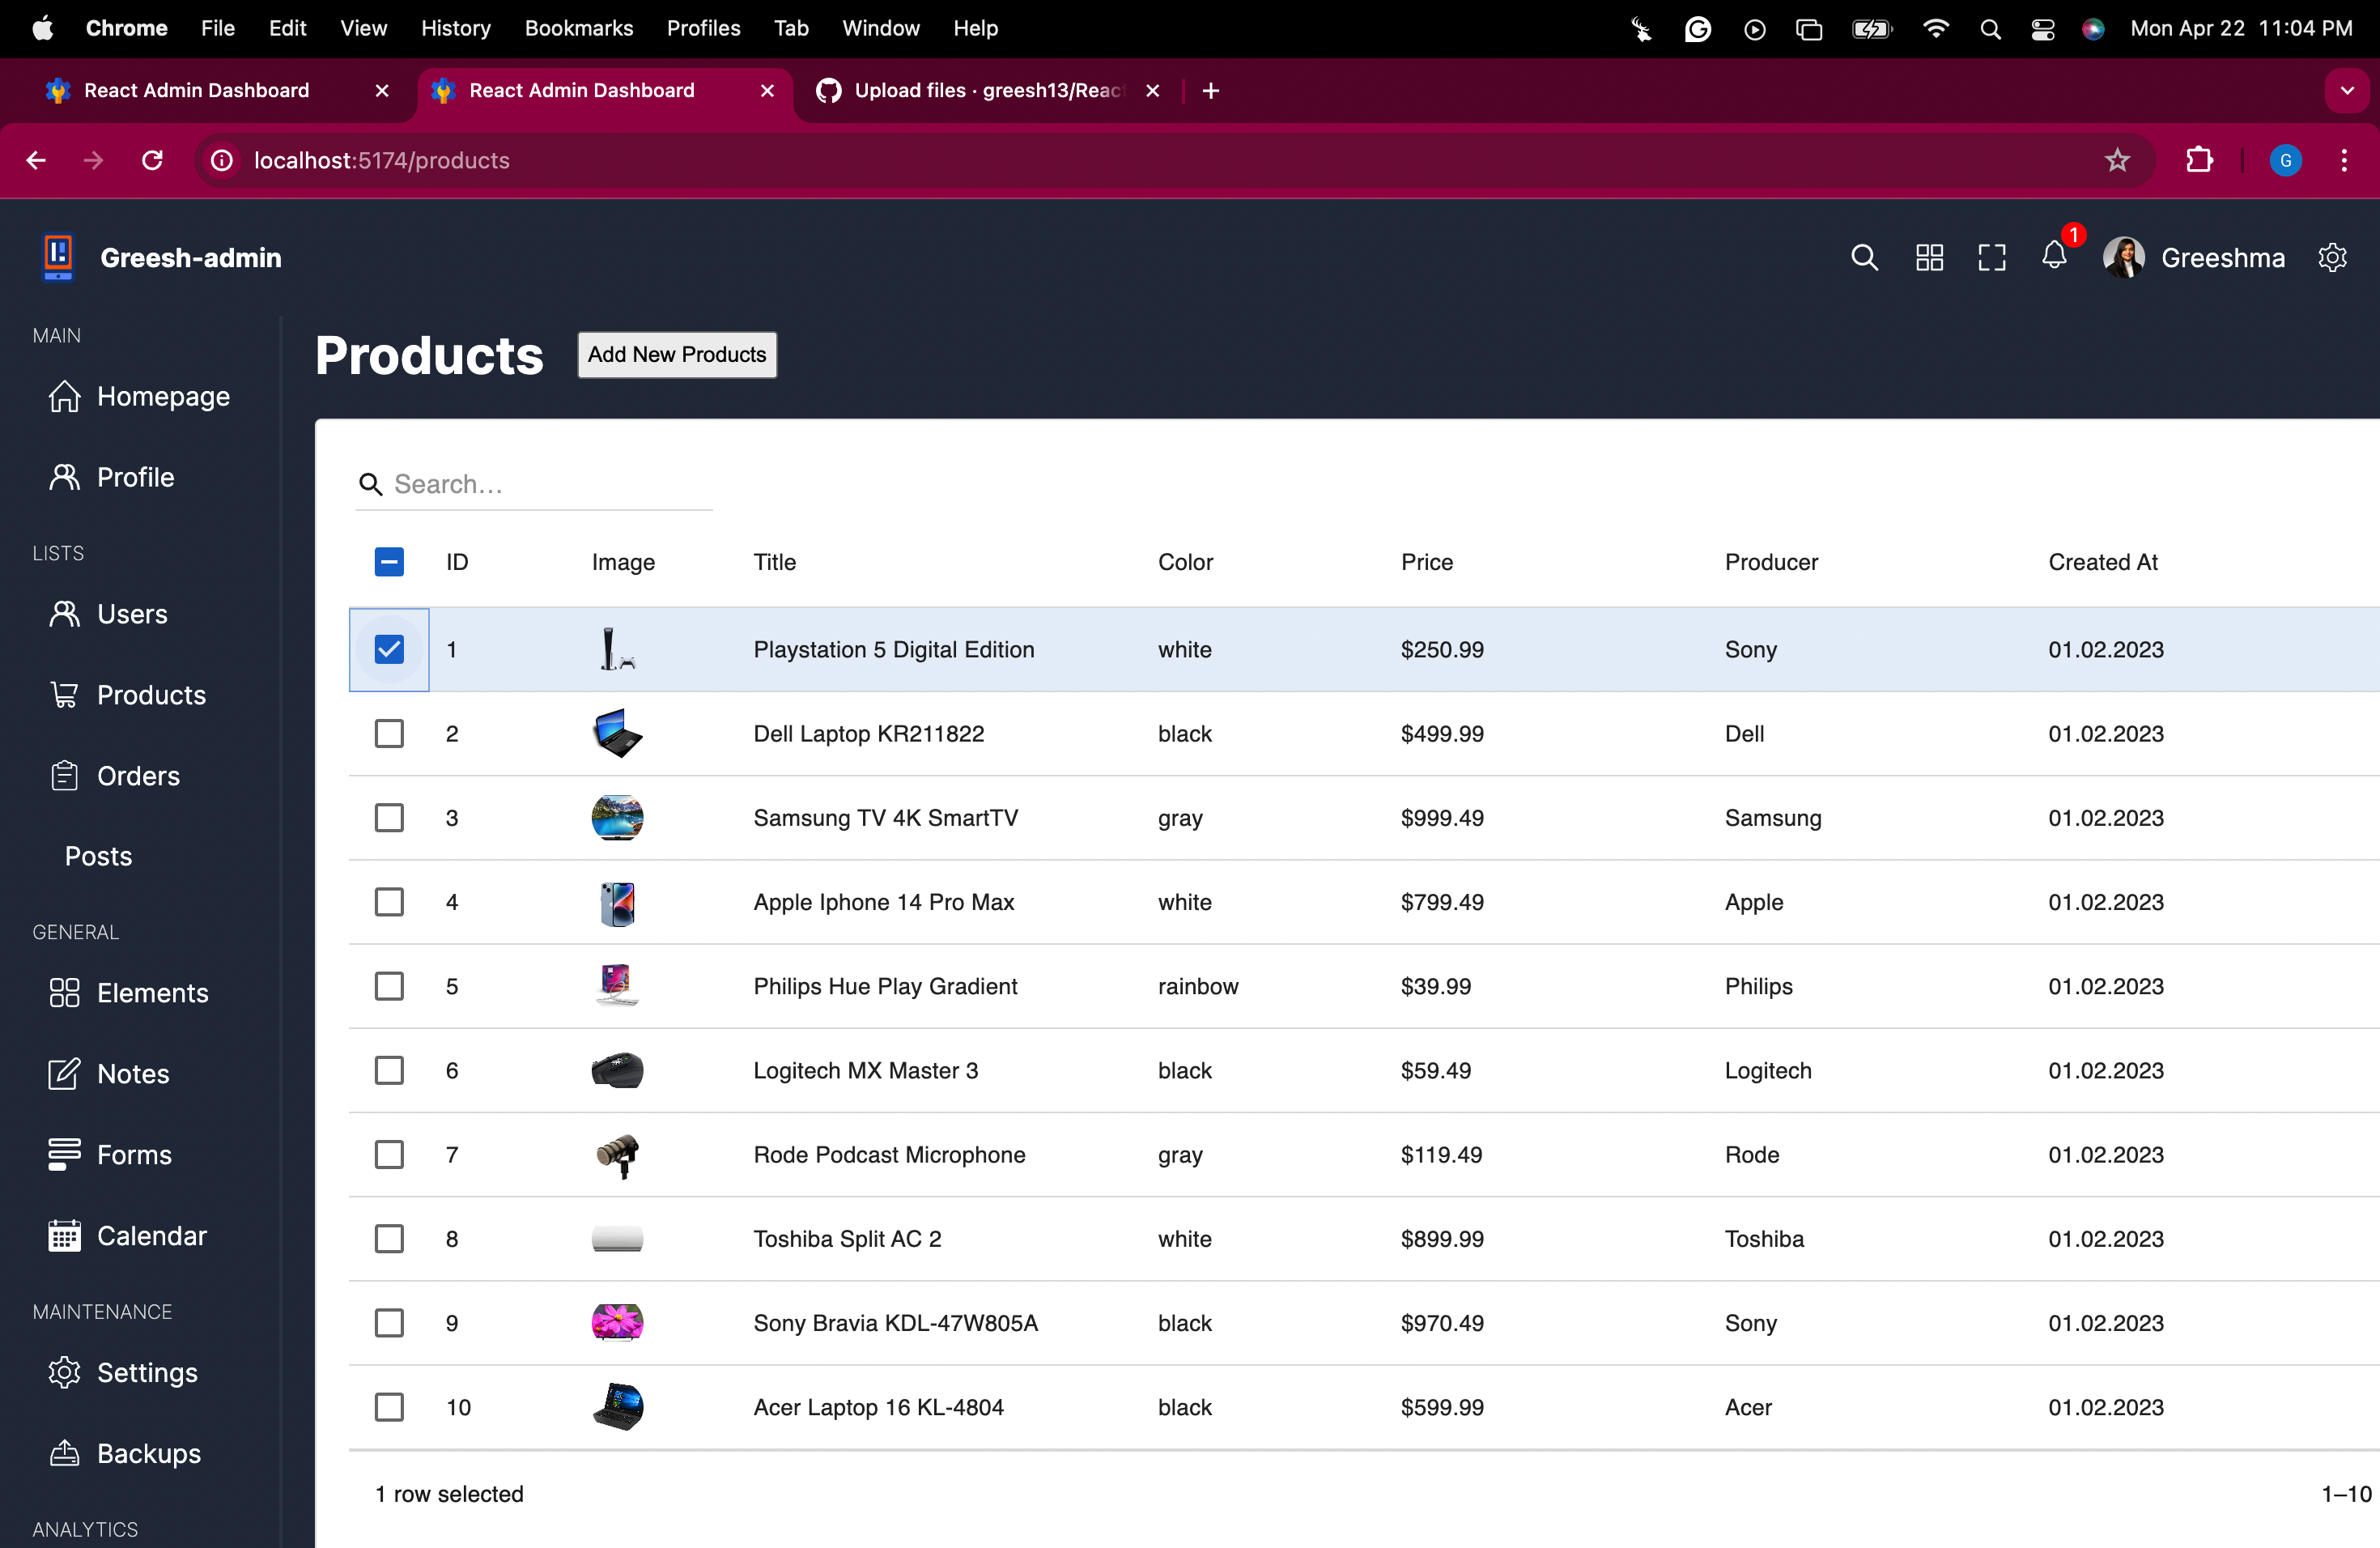 Chrome File Edit View History Bookmarks Profiles Tab Window Help Mon Apr 22 11:04 PM
React Admin Dashboard React Admin Dashboard Upload files · greesh13/Reac
localhost:5174/products G
Greesh-admin 1 Greeshma
MAIN
Homepage
Profile
LISTS
Users
Products
Orders
Posts
GENERAL
Elements
Notes
Forms
Calendar
MAINTENANCE
Settings
Backups
ANALYTICS
Products Add New Products
Search…
ID Image Title Color Price Producer Created At
1 Playstation 5 Digital Edition white $250.99 Sony 01.02.2023
2 Dell Laptop KR211822 black $499.99 Dell 01.02.2023
3 Samsung TV 4K SmartTV gray $999.49 Samsung 01.02.2023
4 Apple Iphone 14 Pro Max white $799.49 Apple 01.02.2023
5 Philips Hue Play Gradient rainbow $39.99 Philips 01.02.2023
6 Logitech MX Master 3 black $59.49 Logitech 01.02.2023
7 Rode Podcast Microphone gray $119.49 Rode 01.02.2023
8 Toshiba Split AC 2 white $899.99 Toshiba 01.02.2023
9 Sony Bravia KDL-47W805A black $970.49 Sony 01.02.2023
10 Acer Laptop 16 KL-4804 black $599.99 Acer 01.02.2023
1 row selected 1–10